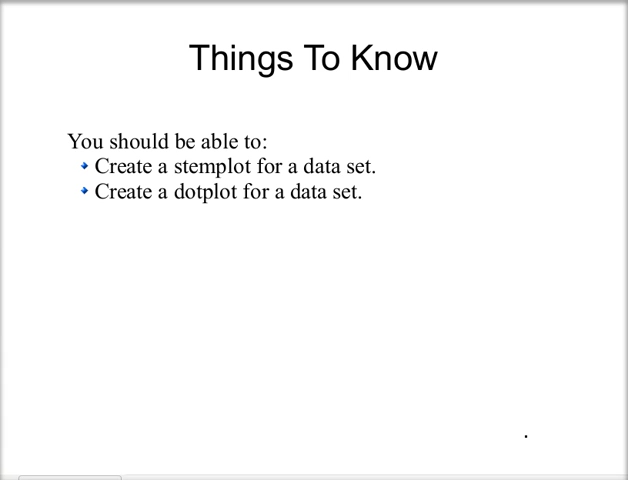 Things To Know
You should be able to:
Create a stemplot for a data set.
Create a dotplot for a data set.
.